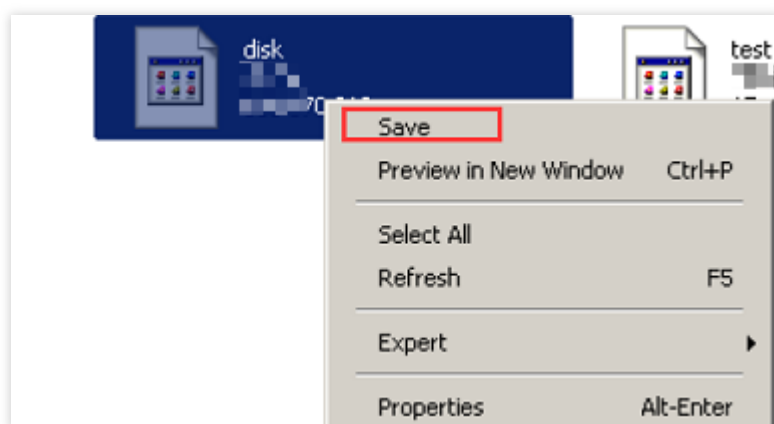 disk
test
Save
Preview in New Window Ctrl+P
Select All
Refresh F5
Expert
Properties Alt-Enter